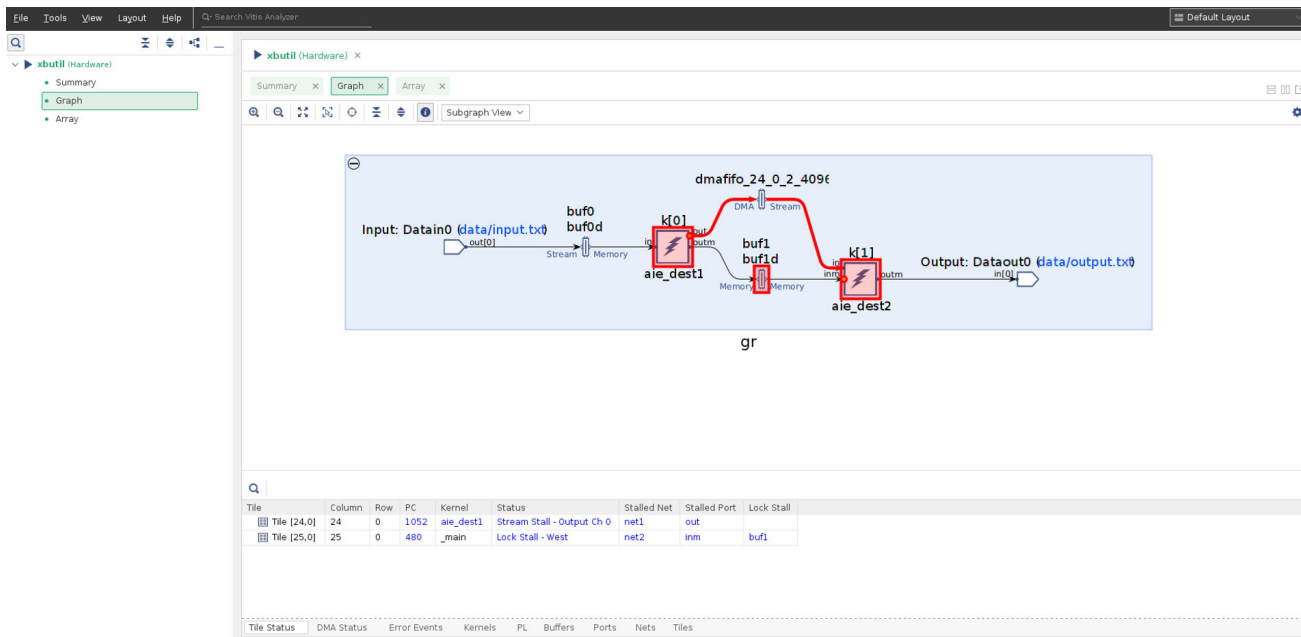 File Tools View Layout Help Search Vitis Analyzer Default Layout
xbutil (Hardware)
Summary
Graph
Array
xbutil (Hardware)
Summary Graph Array
Subgraph View
dmafifo_24_0_2_4096
DMA Stream
buf0
buf0d
k[0]
Input: Datain0 (data/input.txt)
out[0]
Stream Memory
in
out
outm
aie_dest1
buf1
buf1d
Memory Memory
k[1]
in
inm
outm
aie_dest2
Output: Dataout0 (data/output.txt)
in[0]
gr
Tile Column Row PC Kernel Status Stalled Net Stalled Port Lock Stall
Tile [24,0] 24 0 1052 aie_dest1 Stream Stall - Output Ch 0 net1 out
Tile [25,0] 25 0 480 _main Lock Stall - West net2 inm buf1
Tile Status DMA Status Error Events Kernels PL Buffers Ports Nets Tiles